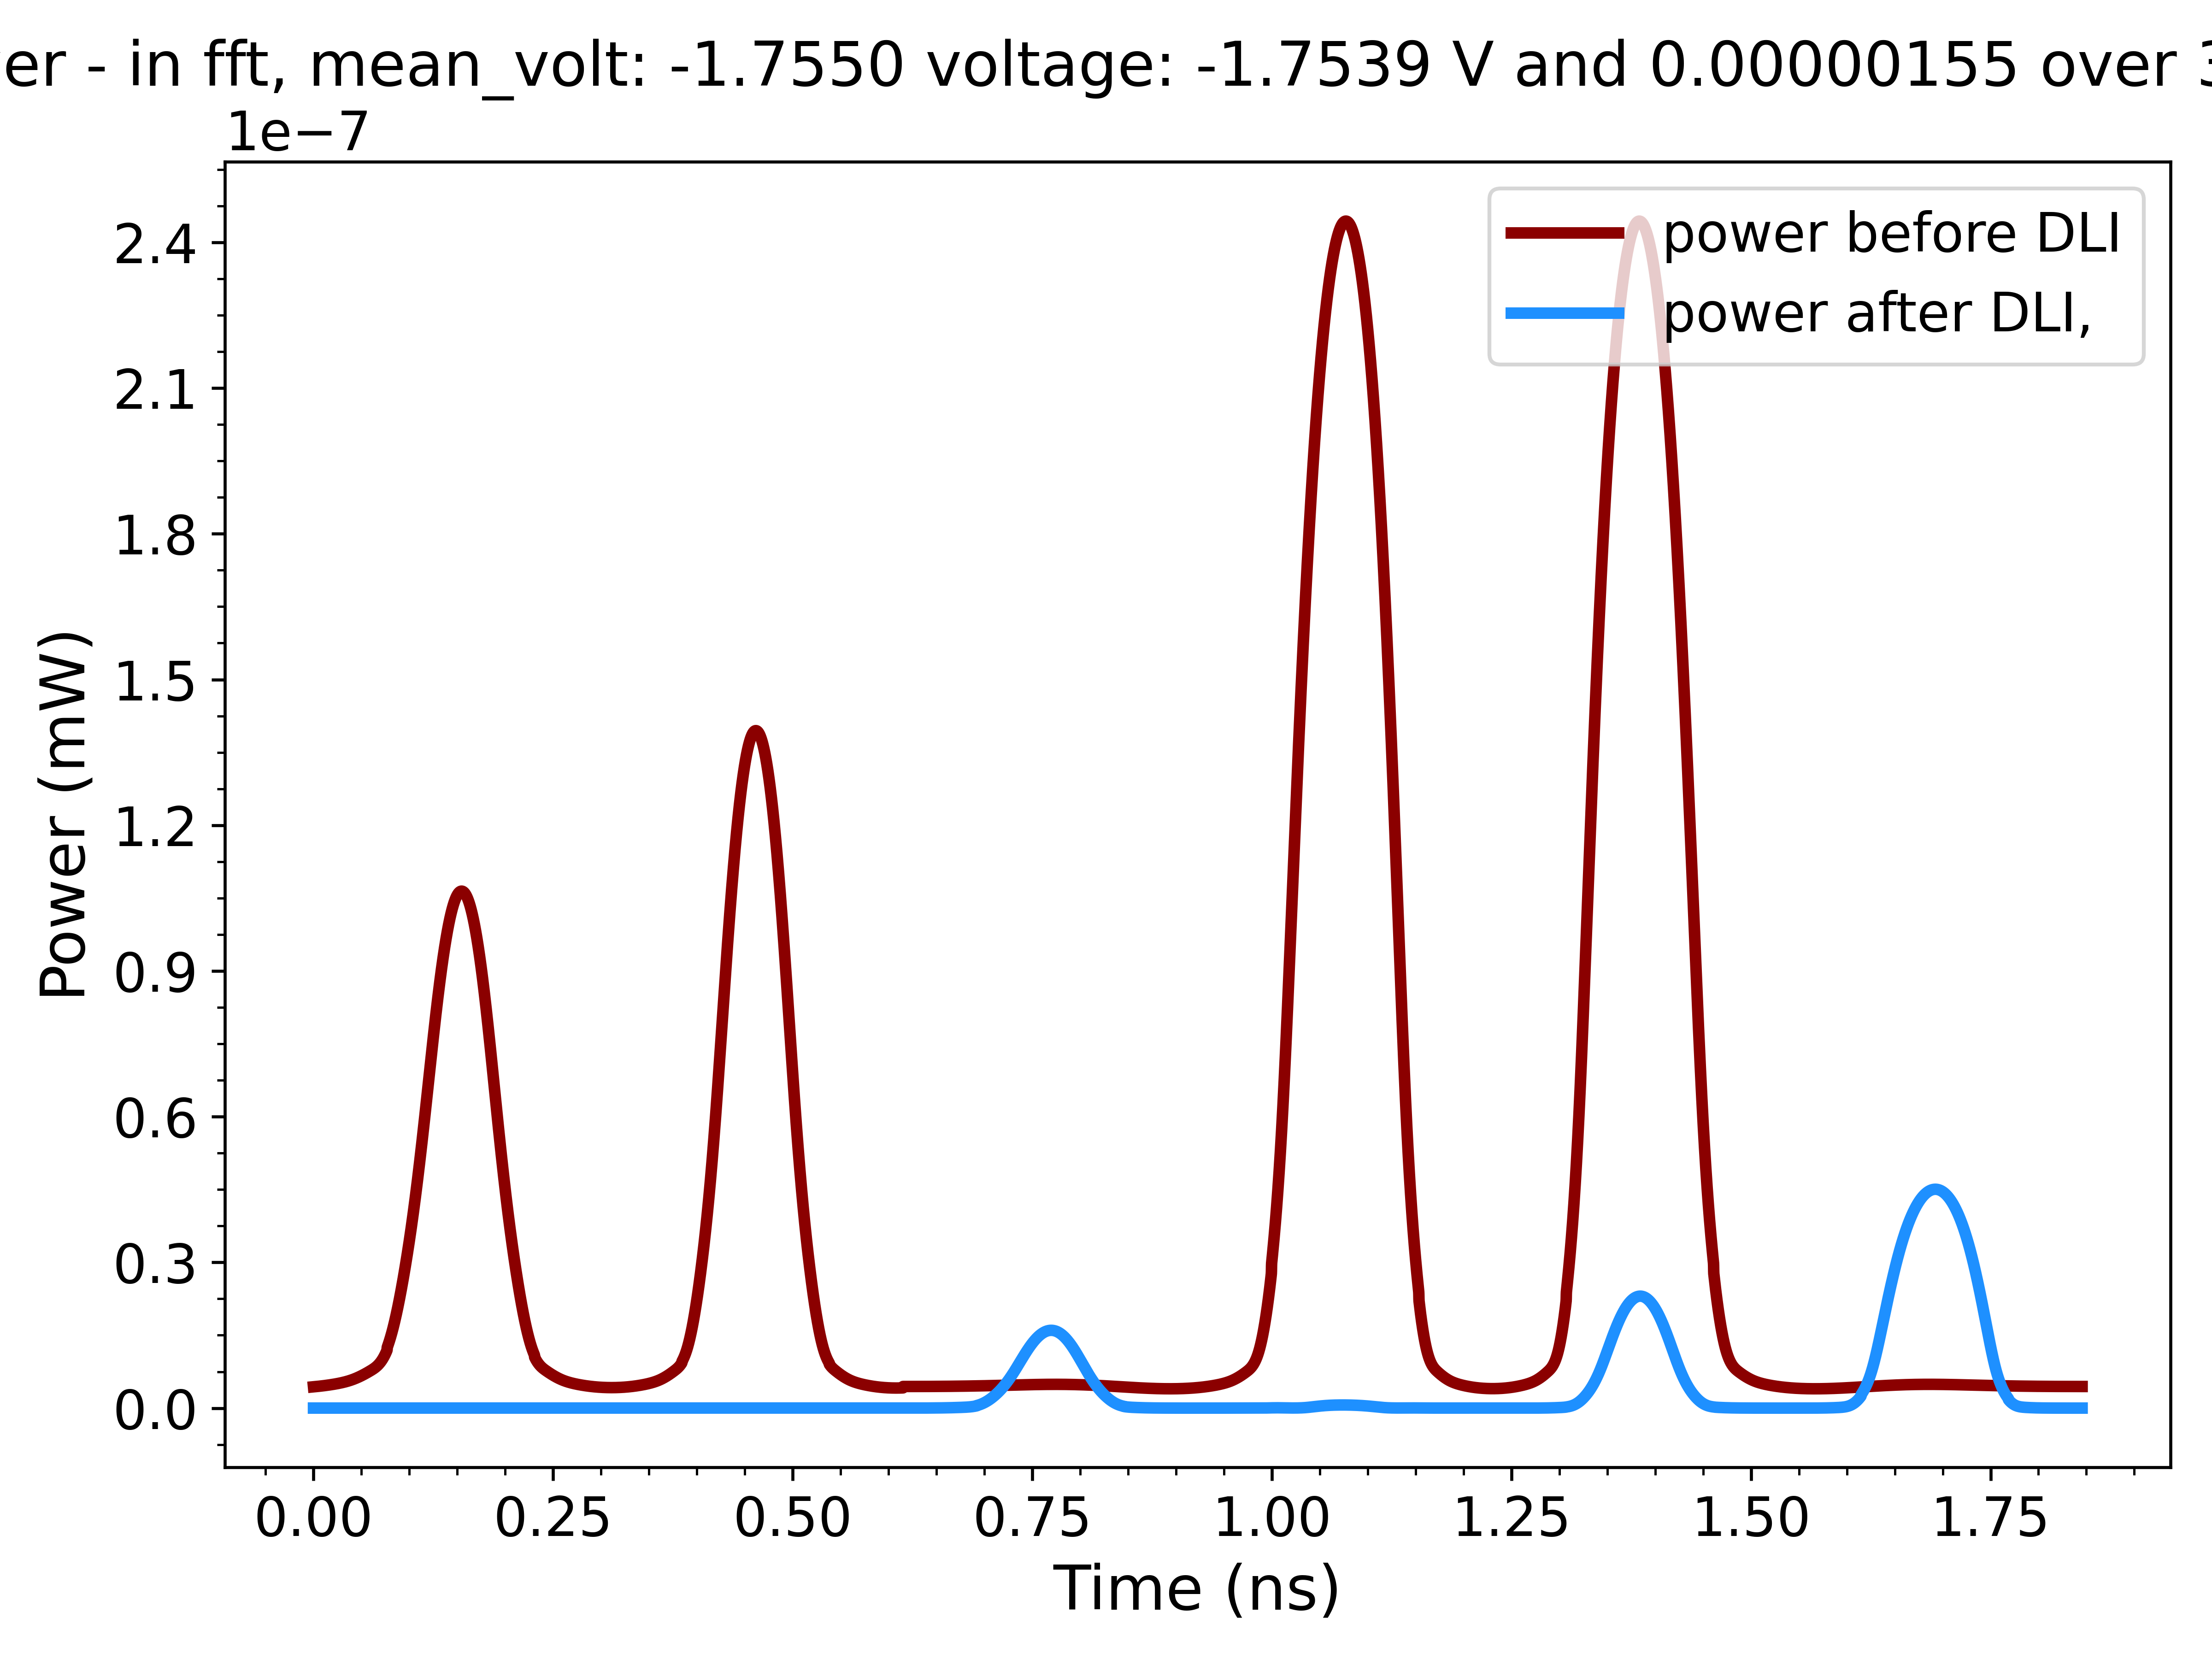 er - in fft, mean_volt: -1.7550 voltage: -1.7539 V and 0.00000155 over 3
1e−7
power before DLI
power after DLI,
2.4
2.1
1.8
1.5
1.2
0.9
0.6
0.3
0.0
Power (mW)
0.00 0.25 0.50 0.75 1.00 1.25 1.50 1.75
Time (ns)